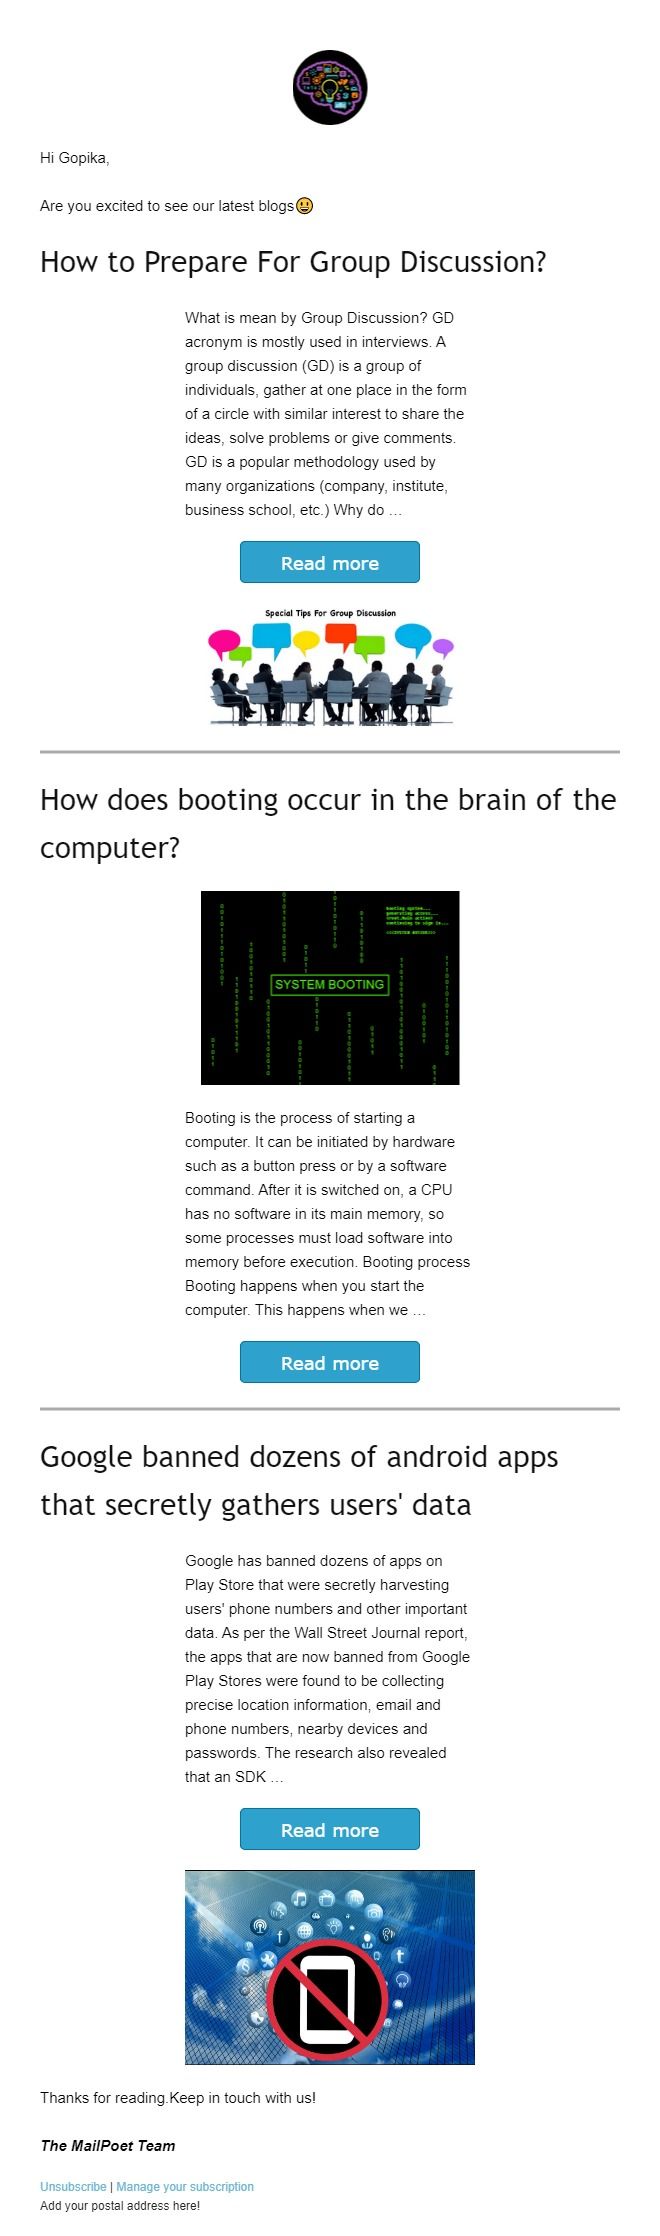 Hi Gopika,
Are you excited to see our latest blogs😃
How to Prepare For Group Discussion?
What is mean by Group Discussion? GD
acronym is mostly used in interviews. A
group discussion (GD) is a group of
individuals, gather at one place in the form
of a circle with similar interest to share the
ideas, solve problems or give comments.
GD is a popular methodology used by
many organizations (company, institute,
business school, etc.) Why do …
Read more
Special Tips For Group Discussion
How does booting occur in the brain of the
computer?
booting system...
continuing to sign in...
SYSTEM BOOTING
Booting is the process of starting a
computer. It can be initiated by hardware
such as a button press or by a software
command. After it is switched on, a CPU
has no software in its main memory, so
some processes must load software into
memory before execution. Booting process
Booting happens when you start the
computer. This happens when we …
Read more
Google banned dozens of android apps
that secretly gathers users' data
Google has banned dozens of apps on
Play Store that were secretly harvesting
users' phone numbers and other important
data. As per the Wall Street Journal report,
the apps that are now banned from Google
Play Stores were found to be collecting
precise location information, email and
phone numbers, nearby devices and
passwords. The research also revealed
that an SDK …
Read more
Thanks for reading.Keep in touch with us!
The MailPoet Team
Unsubscribe | Manage your subscription
Add your postal address here!